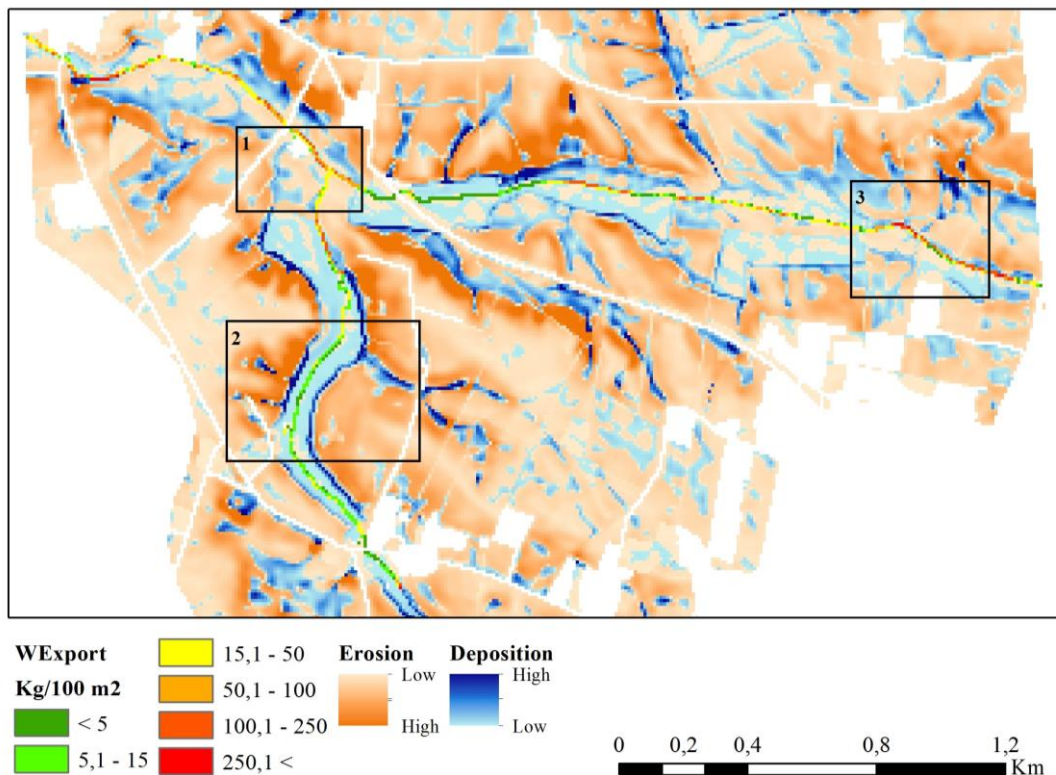 1
3
2
WExport
Kg/100 m2
< 5
5,1 - 15
15,1 - 50
50,1 - 100
100,1 - 250
250,1 <
Erosion
Low
High
Deposition
High
Low
0 0,2 0,4 0,8 1,2
Km